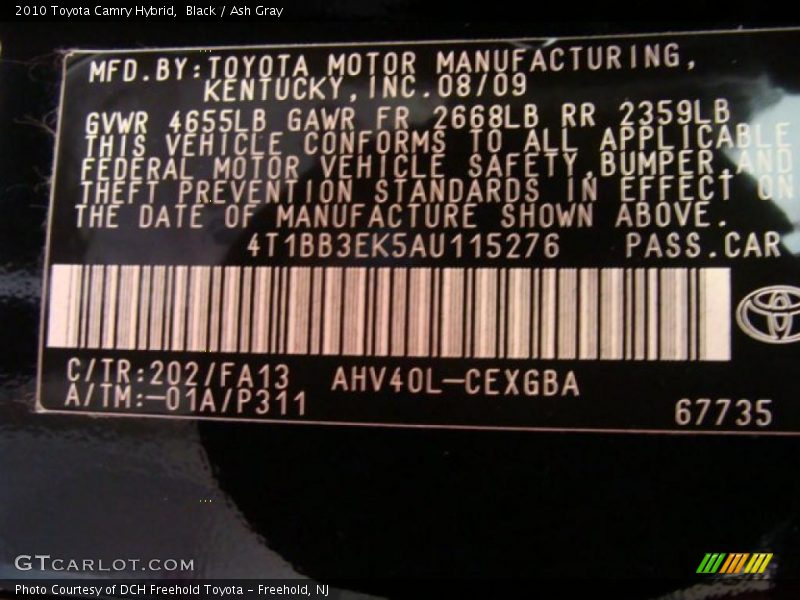 2010 Toyota Camry Hybrid,  Black / Ash Gray
MFD.BY:TOYOTA MOTOR MANUFACTURING,
KENTUCKY,INC.08/09
GVWR 4655LB GAWR FR 2668LB RR 2359LB
THIS VEHICLE CONFORMS TO ALL APPLICABLE
FEDERAL MOTOR VEHICLE SAFETY,BUMPER,AND
THEFT PREVENTION STANDARDS IN EFFECT ON
THE DATE OF MANUFACTURE SHOWN ABOVE.
4T1BB3EK5AU115276 PASS.CAR
C/TR:202/FA13 AHV40L-CEXGBA
A/TM:-01A/P311
67735
GTCARLOT.COM
Photo Courtesy of DCH Freehold Toyota - Freehold, NJ